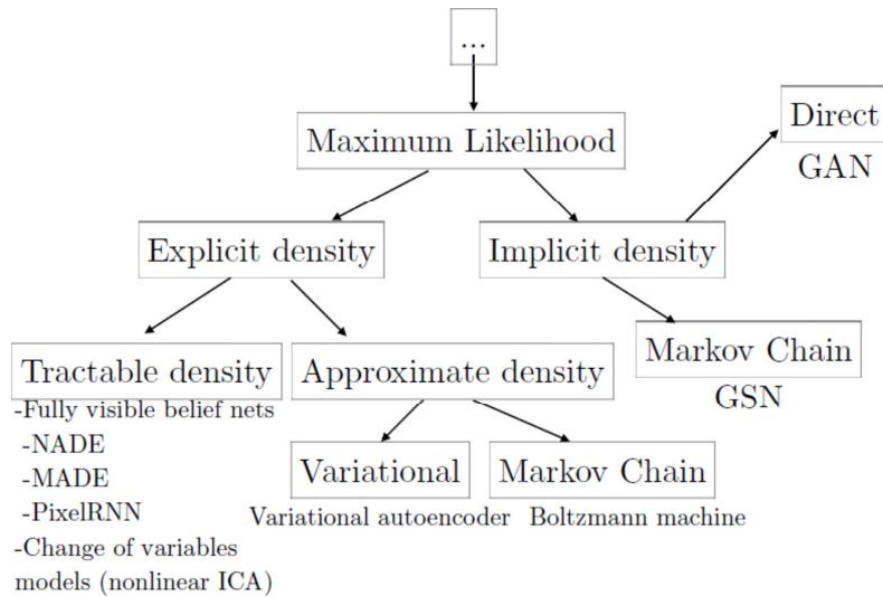 ...
Maximum Likelihood
Direct
GAN
Explicit density
Implicit density
Tractable density
-Fully visible belief nets
-NADE
-MADE
-PixelRNN
-Change of variables
models (nonlinear ICA)
Approximate density
Variational
Variational autoencoder
Markov Chain
Boltzmann machine
Markov Chain
GSN